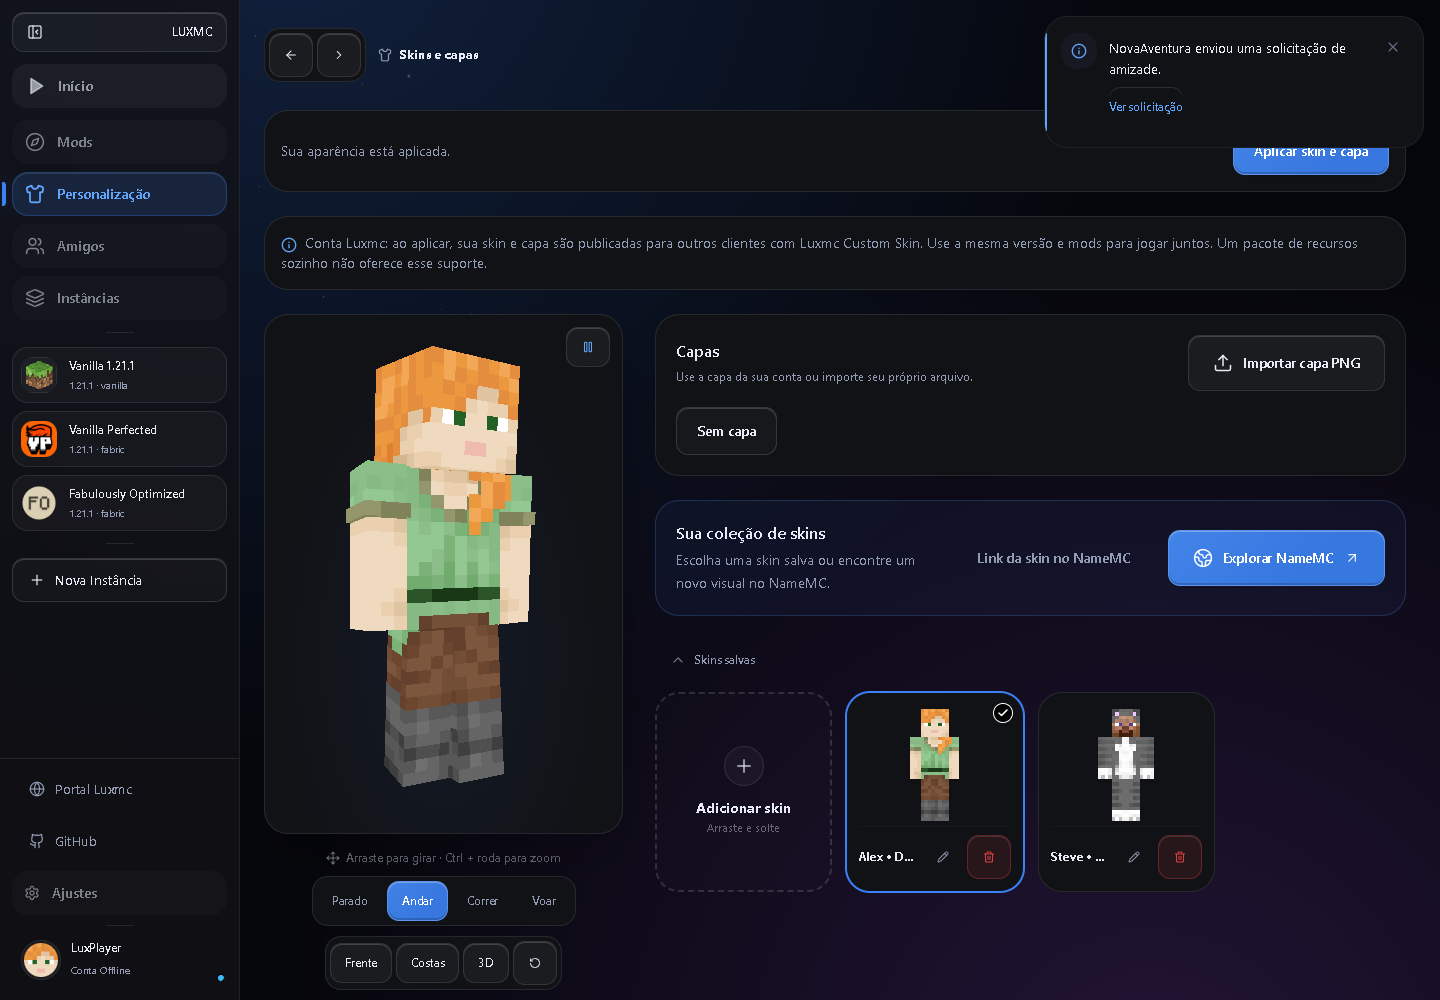 LUXMC
Início
Mods
Personalização
Amigos
Instâncias
Vanilla 1.21.1
1.21.1 · vanilla
Vanilla Perfected
1.21.1 · fabric
Fabulously Optimized
1.21.1 · fabric
Nova Instância
Portal Luxmc
GitHub
Ajustes
LuxPlayer
Conta Offline
Skins e capas
NovaAventura enviou uma solicitação de
amizade.
Ver solicitação
Sua aparência está aplicada.
Aplicar skin e capa
Conta Luxmc: ao aplicar, sua skin e capa são publicadas para outros clientes com Luxmc Custom Skin. Use a mesma versão e mods para jogar juntos. Um pacote de recursos
sozinho não oferece esse suporte.
Arraste para girar · Ctrl + roda para zoom
Parado
Andar
Correr
Voar
Frente
Costas
3D
Capas
Use a capa da sua conta ou importe seu próprio arquivo.
Importar capa PNG
Sem capa
Sua coleção de skins
Escolha uma skin salva ou encontre um
novo visual no NameMC.
Link da skin no NameMC
Explorar NameMC
Skins salvas
Adicionar skin
Arraste e solte
Alex • D...
Steve • ...
VP
FO